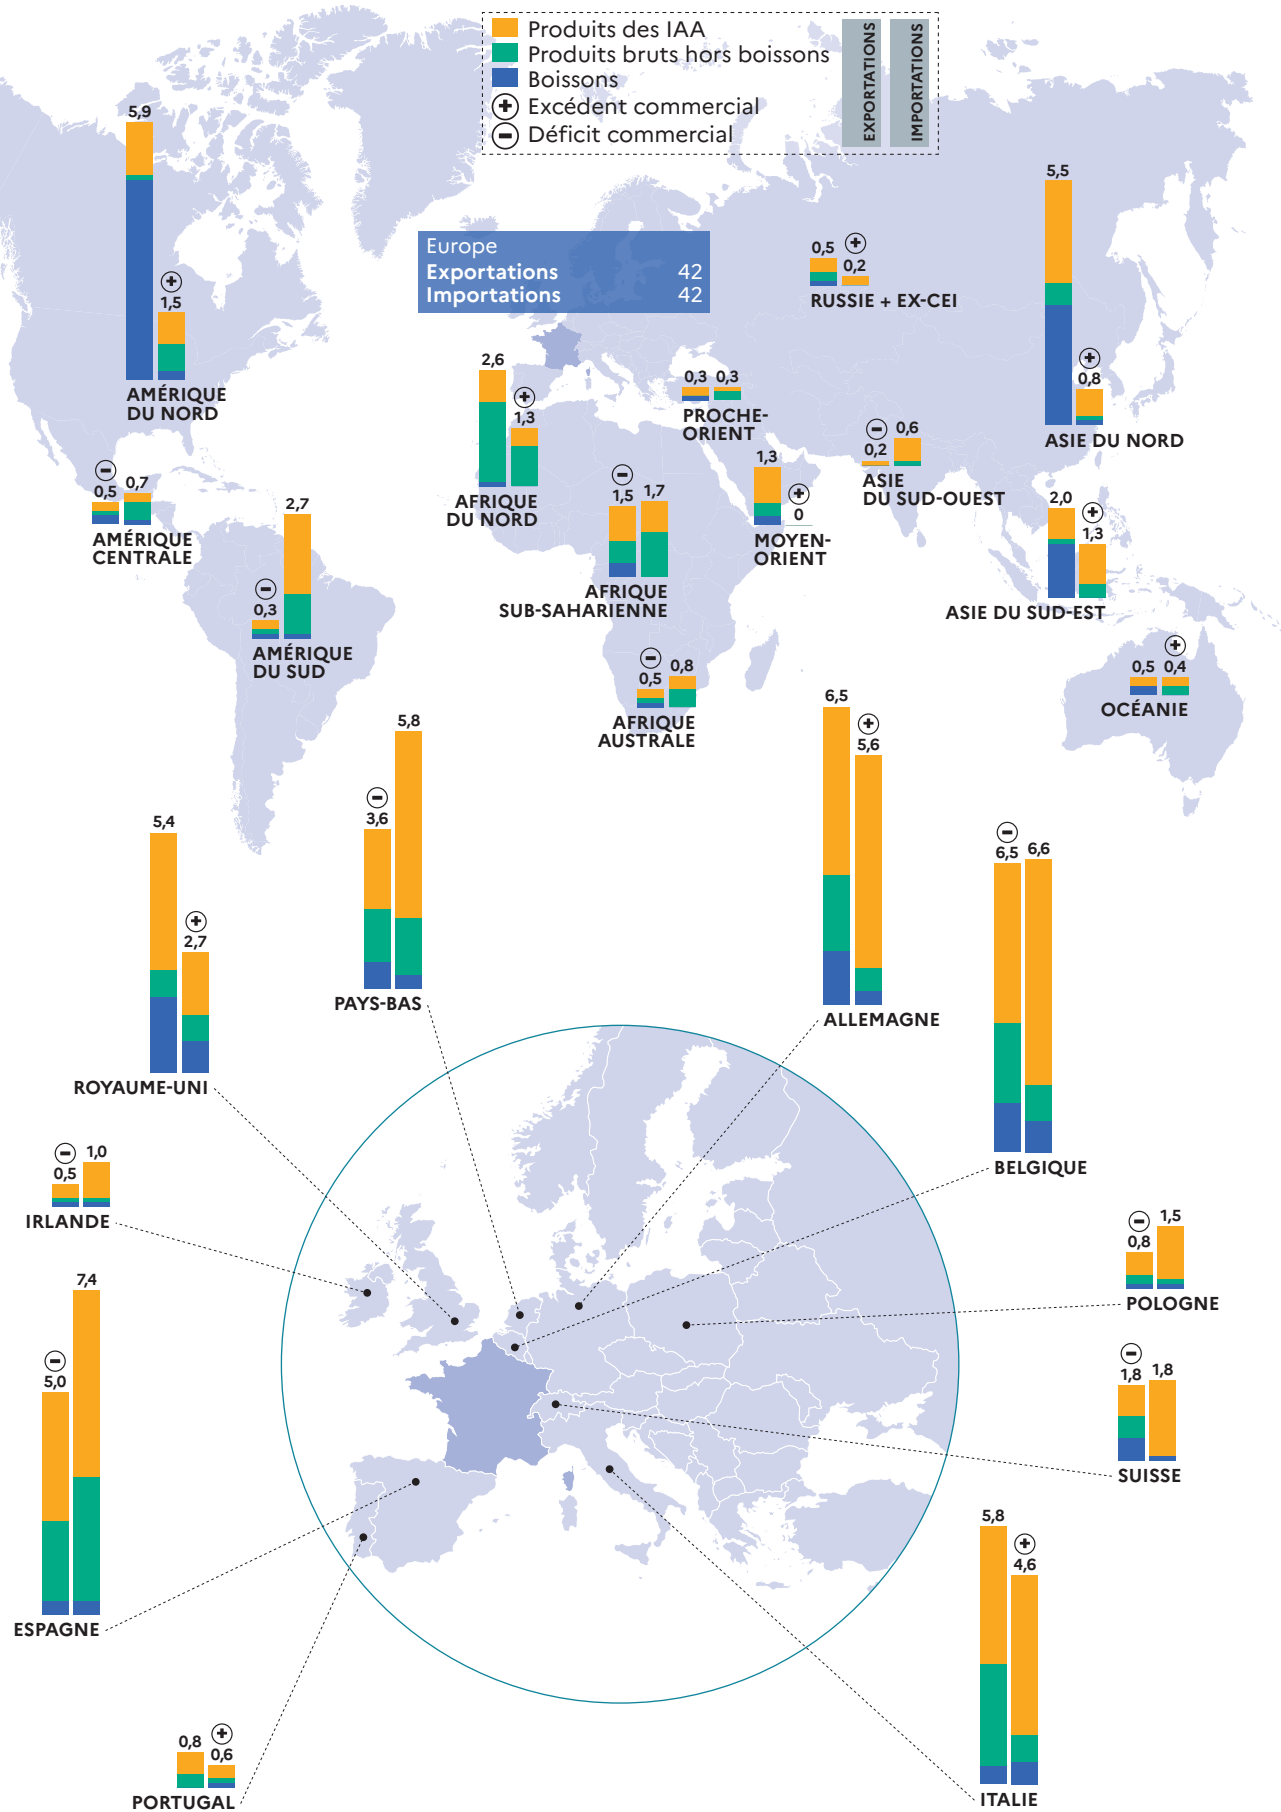 Produits des IAA
Produits bruts hors boissons
Boissons
+ Excédent commercial
− Déficit commercial
EXPORTATIONS
IMPORTATIONS
5,9
+
1,5
AMÉRIQUE
DU NORD
Europe
Exportations 42
Importations 42
0,5
+
0,2
RUSSIE + EX-CEI
5,5
+
0,8
ASIE DU NORD
2,6
+
1,3
AFRIQUE
DU NORD
0,3 0,3
PROCHE-
ORIENT
−
0,2
0,6
ASIE
DU SUD-OUEST
−
0,5
0,7
AMÉRIQUE
CENTRALE
−
0,3
2,7
AMÉRIQUE
DU SUD
−
1,5
1,7
AFRIQUE
SUB-SAHARIENNE
1,3
+
0
MOYEN-
ORIENT
2,0
+
1,3
ASIE DU SUD-EST
−
0,5
0,8
AFRIQUE
AUSTRALE
+
0,5 0,4
OCÉANIE
5,4
+
2,7
ROYAUME-UNI
−
3,6
5,8
PAYS-BAS
6,5
+
5,6
ALLEMAGNE
−
6,5
6,6
BELGIQUE
−
0,5
1,0
IRLANDE
−
0,8
1,5
POLOGNE
−
5,0
7,4
ESPAGNE
−
1,8 1,8
SUISSE
0,8
+
0,6
PORTUGAL
5,8
+
4,6
ITALIE